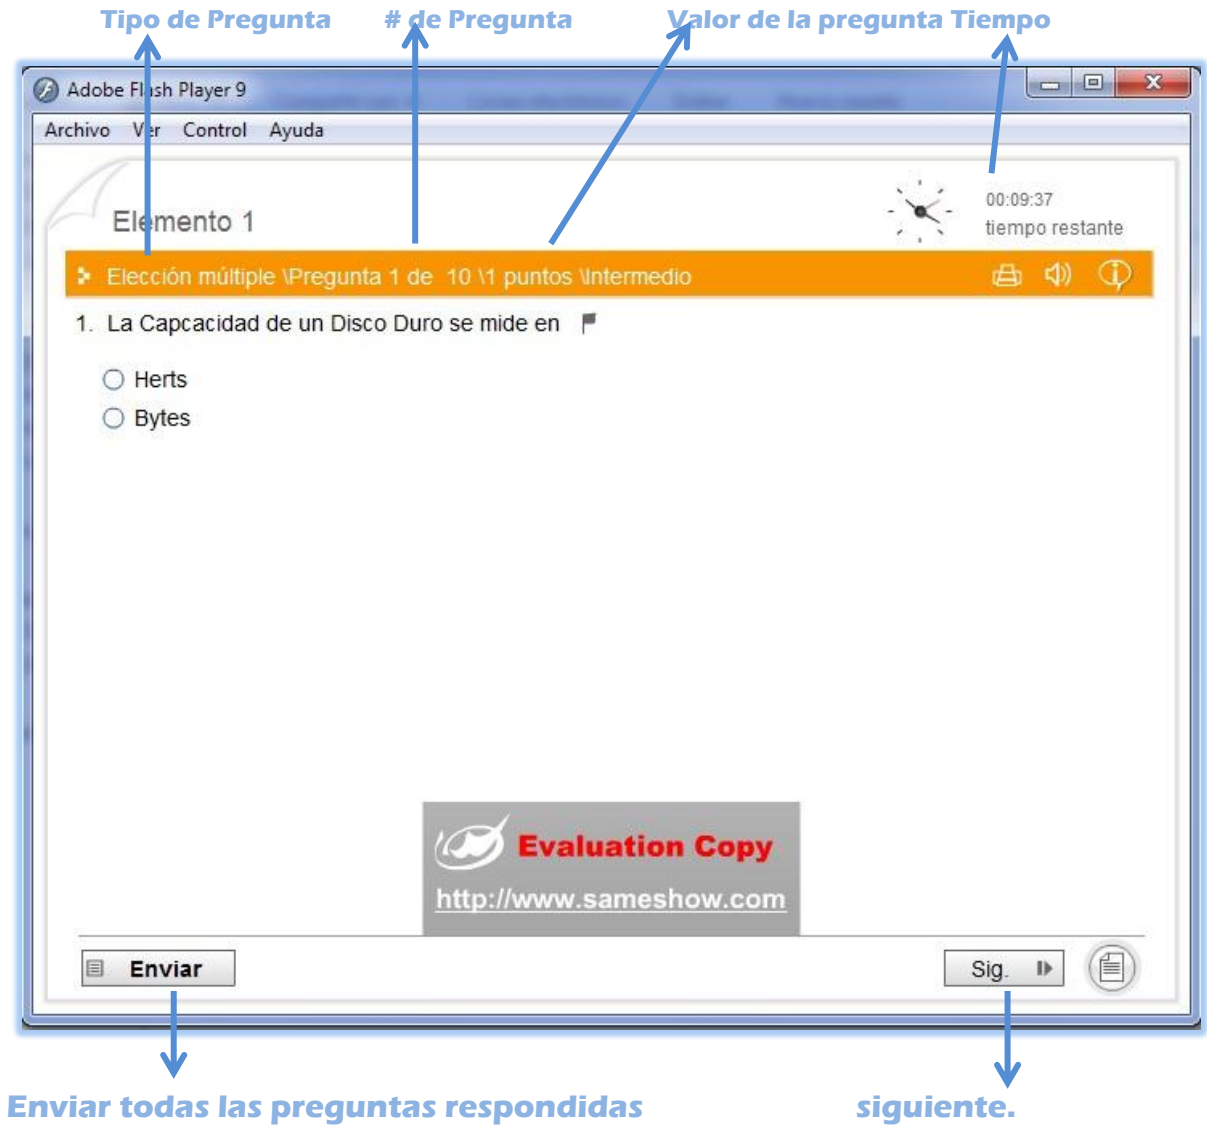 Tipo de Pregunta # de Pregunta Valor de la pregunta Tiempo
Adobe Flash Player 9
Archivo Ver Control Ayuda
00:09:37
Elemento 1
tiempo restante
Elección múltiple \Pregunta 1 de 10 \1 puntos \Intermedio
1. La Capcacidad de un Disco Duro se mide en
Herts
Bytes
Evaluation Copy
http://www.sameshow.com
Enviar
Sig.
Enviar todas las preguntas respondidas
siguiente.